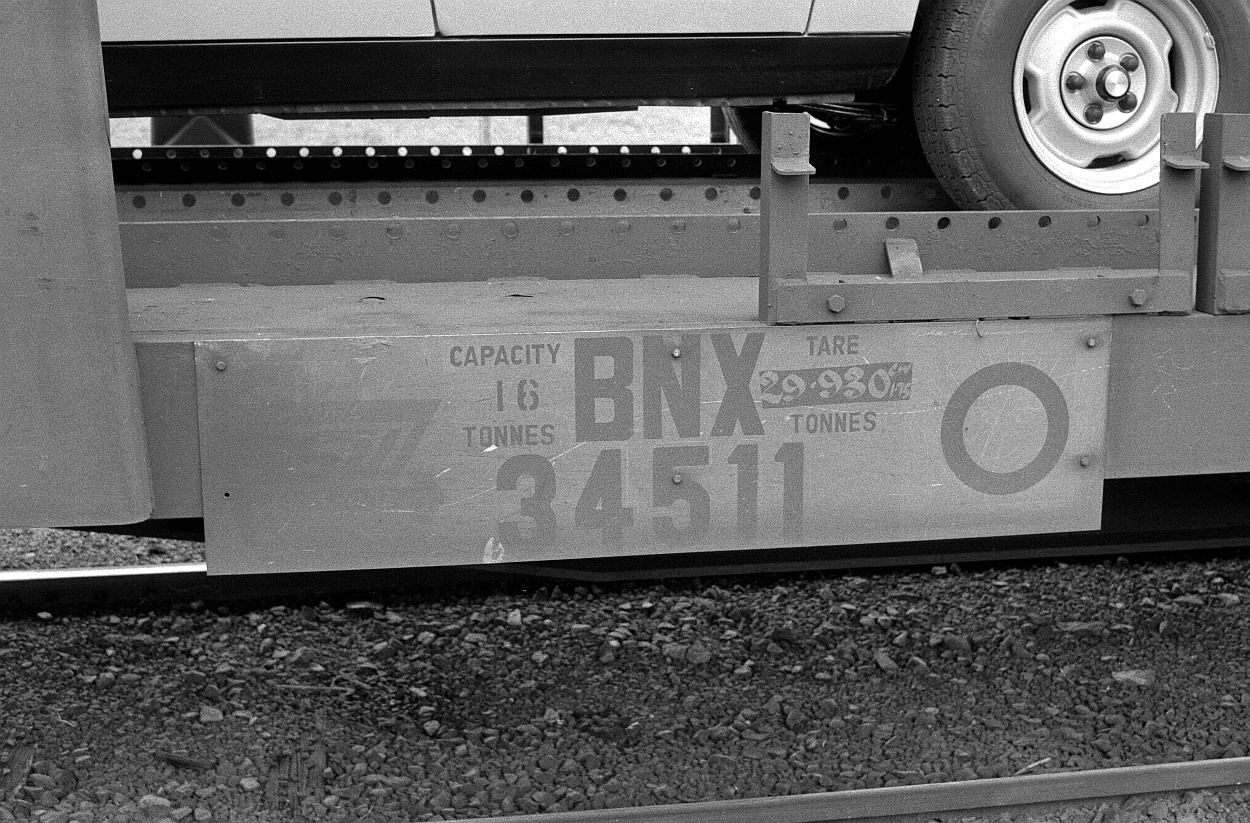 CAPACITY
16
TONNES
BNX
TARE
29·930
TONNES
34511